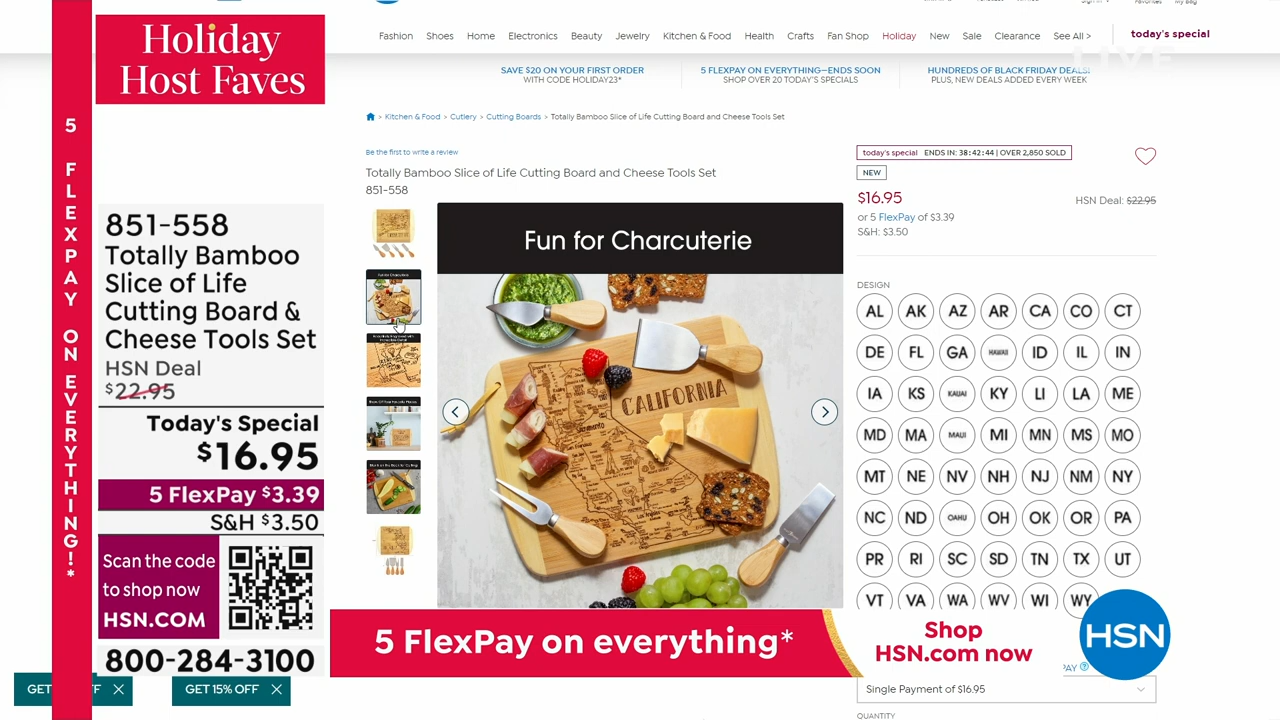 Holiday
Host Faves
5 FLEXPAY ON EVERYTHING!*
851-558
Totally Bamboo
Slice of Life
Cutting Board &
Cheese Tools Set
HSN Deal
$22.95
Today's Special
$16.95
5 FlexPay $3.39
S&H $3.50
Scan the code
to shop now
HSN.COM
800-284-3100
GET
FF
GET 15% OFF
Fashion Shoes Home Electronics Beauty Jewelry Kitchen & Food Health Crafts Fan Shop Holiday New Sale Clearance See All > today's special
LIVE
SAVE $20 ON YOUR FIRST ORDER
WITH CODE HOLIDAY23*
5 FLEXPAY ON EVERYTHING—ENDS SOON
SHOP OVER 20 TODAY'S SPECIALS
HUNDREDS OF BLACK FRIDAY DEALS!
PLUS, NEW DEALS ADDED EVERY WEEK
> Kitchen & Food > Cutlery > Cutting Boards > Totally Bamboo Slice of Life Cutting Board and Cheese Tools Set
Be the first to write a review
Totally Bamboo Slice of Life Cutting Board and Cheese Tools Set
851-558
Fun for Charcuterie
CALIFORNIA
Sacramento
Los Angeles
today's special ENDS IN: 38:42:44 | OVER 2,850 SOLD
NEW
$16.95
HSN Deal: $22.95
or 5 FlexPay of $3.39
S&H: $3.50
DESIGN
AL AK AZ AR CA CO CT
DE FL GA HAWAII ID IL IN
IA KS KAUAI KY LI LA ME
MD MA MAUI MI MN MS MO
MT NE NV NH NJ NM NY
NC ND OAHU OH OK OR PA
PR RI SC SD TN TX UT
VT VA WA WV WI WY
5 FlexPay on everything*
Shop
HSN.com now
HSN
PAY
Single Payment of $16.95
QUANTITY